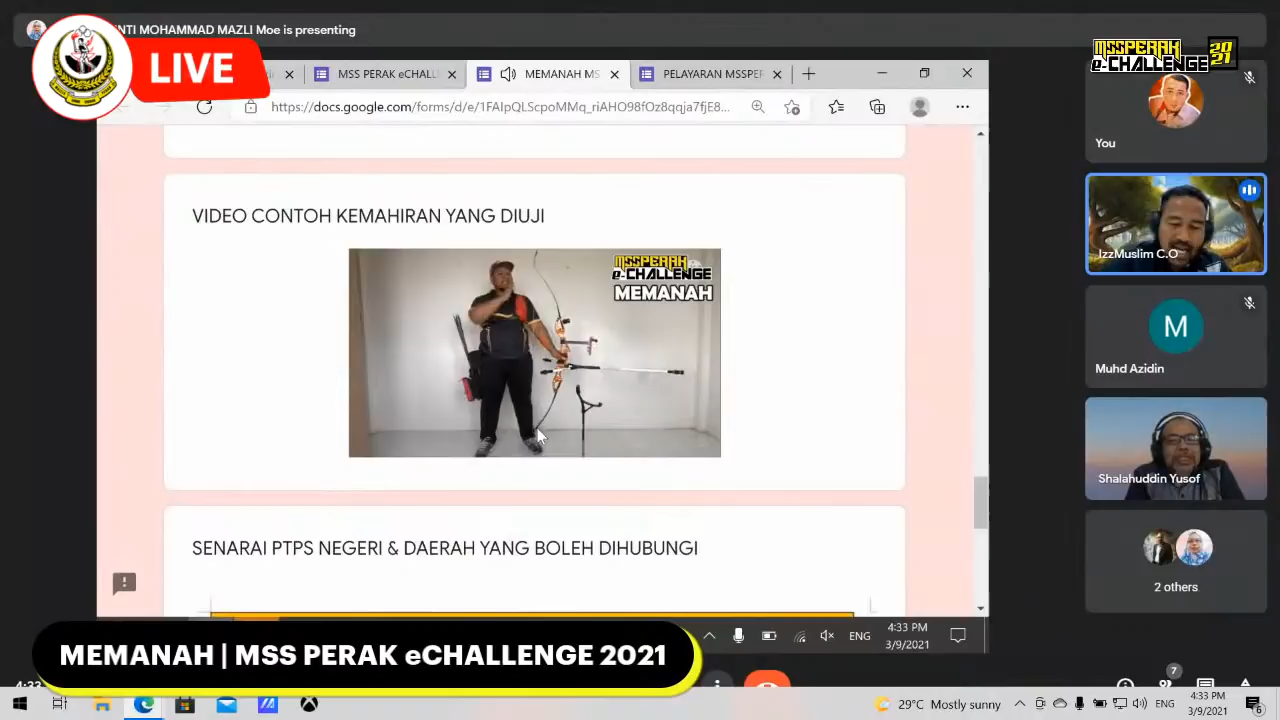 NTI MOHAMMAD MAZLI Moe is presenting
LIVE
MSSPERAK 2021
e-CHALLENGE
MSS PERAK eCHALL
MEMANAH MS
PELAYARAN MSSPE
https://docs.google.com/forms/d/e/
You
VIDEO CONTOH KEMAHIRAN YANG DIUJI
MSSPERAK
e-CHALLENGE
MEMANAH
IzzMuslim C.O
M
Muhd Azidin
Shalahuddin Yusof
SENARAI PTPS NEGERI & DAERAH YANG BOLEH DIHUBUNGI
2 others
ENG
4:33 PM
3/9/2021
MEMANAH | MSS PERAK eCHALLENGE 2021
7
29°C Mostly sunny
ENG
4:33 PM
3/9/2021
6